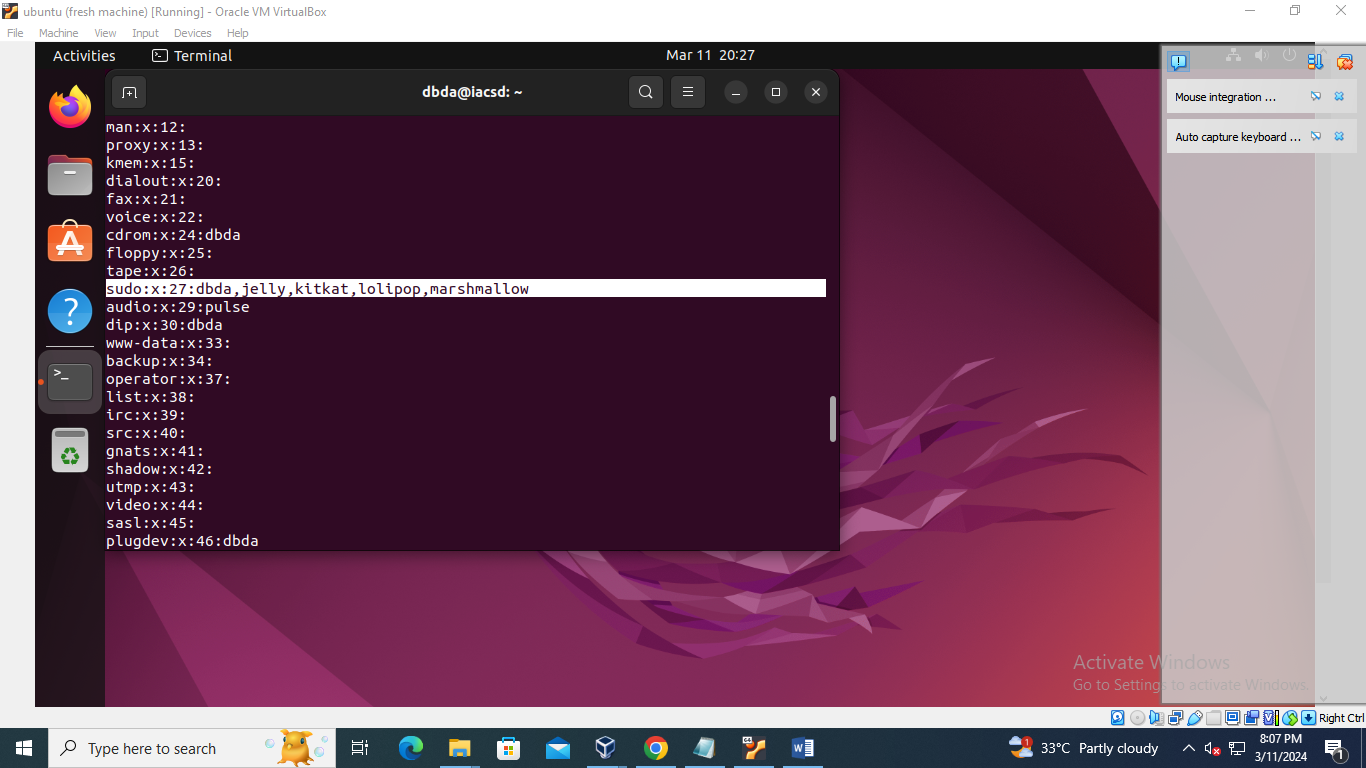 ubuntu (fresh machine) [Running] - Oracle VM VirtualBox
File Machine View Input Devices Help
Activities Terminal Mar 11 20:27
dbda@iacsd: ~
man:x:12:
proxy:x:13:
kmem:x:15:
dialout:x:20:
fax:x:21:
voice:x:22:
cdrom:x:24:dbda
floppy:x:25:
tape:x:26:
sudo:x:27:dbda,jelly,kitkat,lolipop,marshmallow
audio:x:29:pulse
dip:x:30:dbda
www-data:x:33:
backup:x:34:
operator:x:37:
list:x:38:
irc:x:39:
src:x:40:
gnats:x:41:
shadow:x:42:
utmp:x:43:
video:x:44:
sasl:x:45:
plugdev:x:46:dbda
Mouse integration ...
Auto capture keyboard ...
Activate Windows
Go to Settings to activate Windows.
Right Ctrl
Type here to search
1
33°C Partly cloudy
8:07 PM
3/11/2024
1